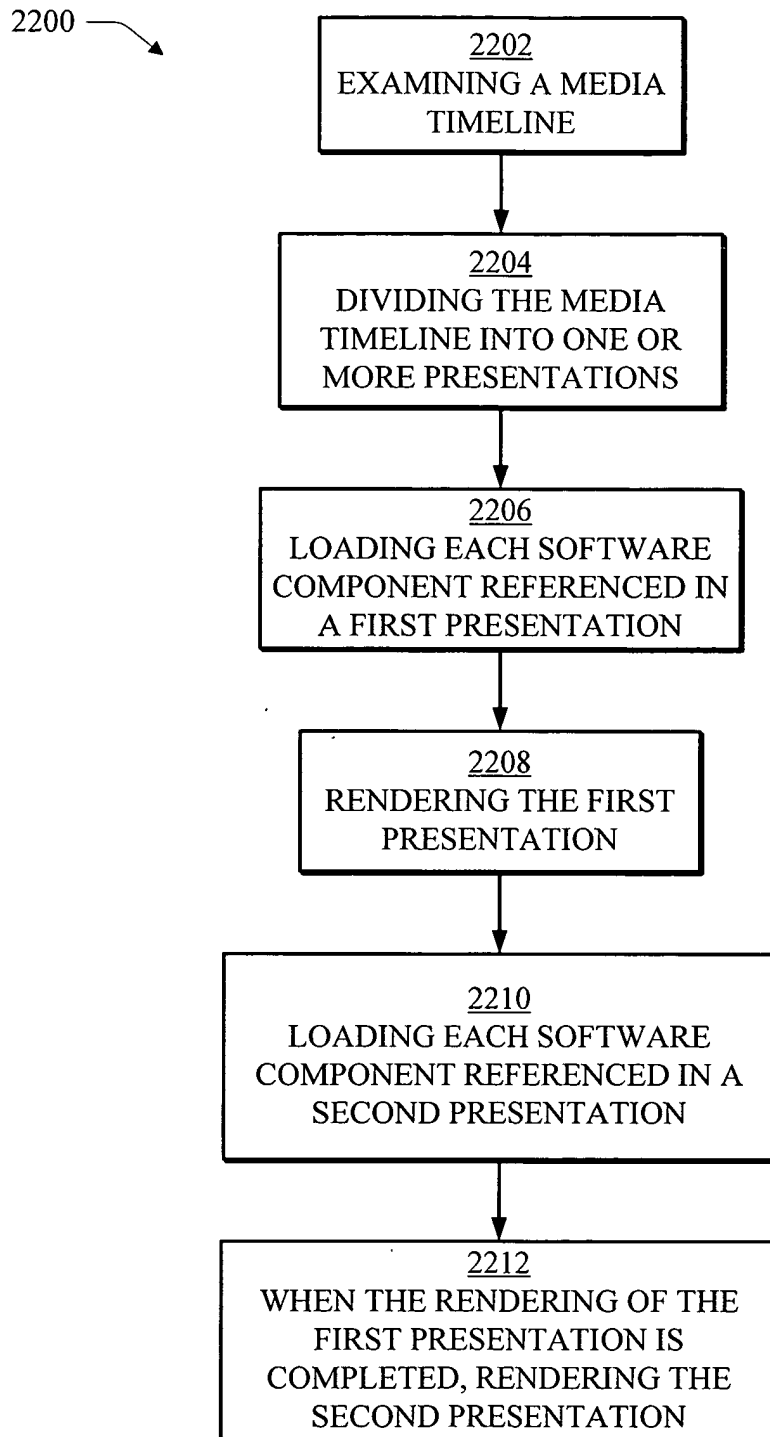 2200
2202
EXAMINING A MEDIA
TIMELINE
2204
DIVIDING THE MEDIA
TIMELINE INTO ONE OR
MORE PRESENTATIONS
2206
LOADING EACH SOFTWARE
COMPONENT REFERENCED IN
A FIRST PRESENTATION
2208
RENDERING THE FIRST
PRESENTATION
2210
LOADING EACH SOFTWARE
COMPONENT REFERENCED IN A
SECOND PRESENTATION
2212
WHEN THE RENDERING OF THE
FIRST PRESENTATION IS
COMPLETED, RENDERING THE
SECOND PRESENTATION